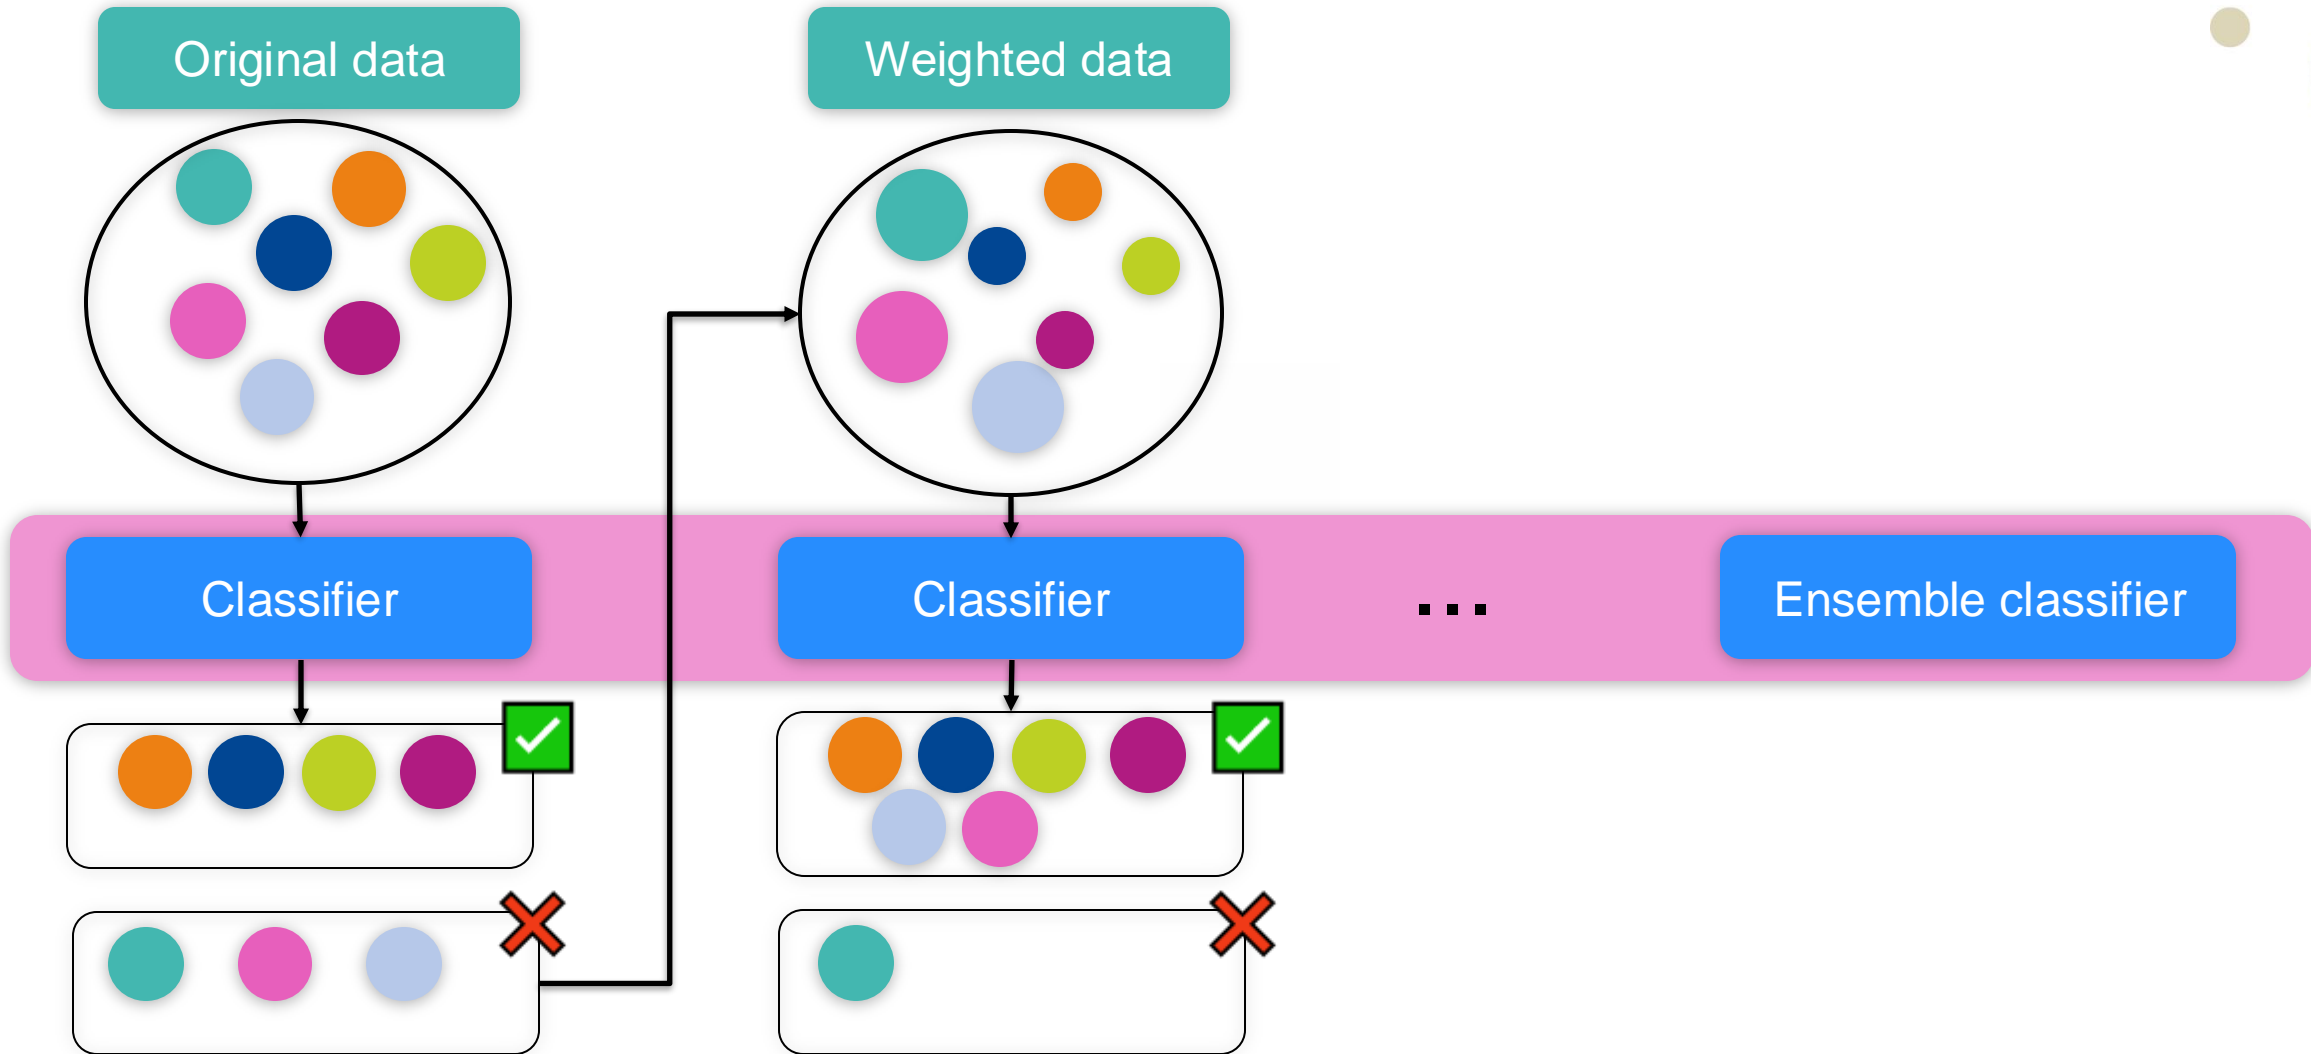 Original data
Weighted data
Classifier
Classifier
...
Ensemble classifier